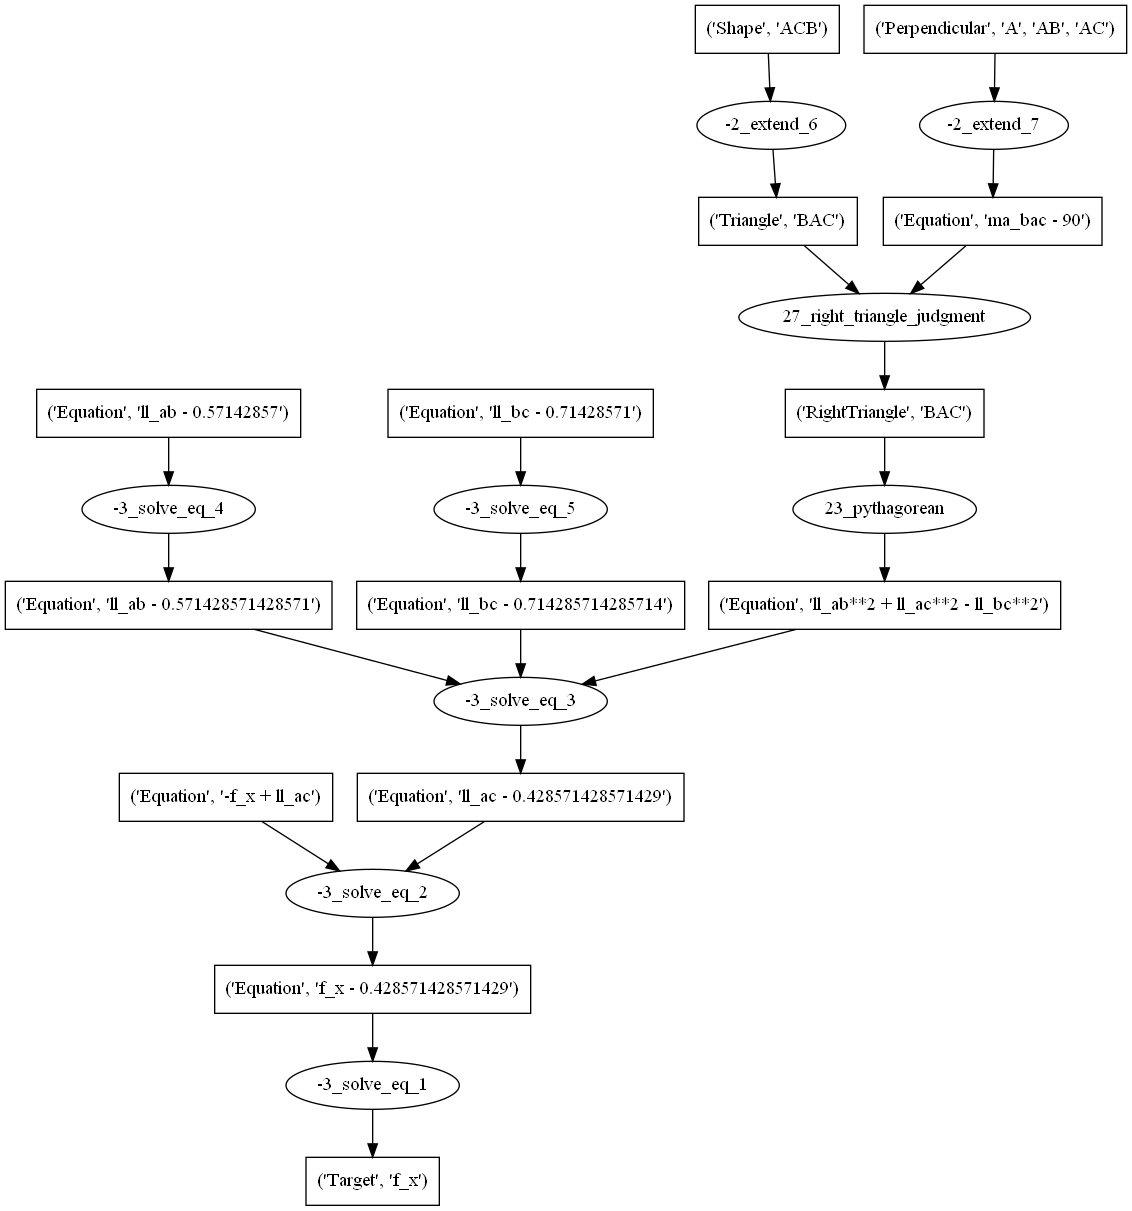 ('Shape', 'ACB')
('Perpendicular', 'A', 'AB', 'AC')
-2_extend_6
-2_extend_7
('Triangle', 'BAC')
('Equation', 'ma_bac - 90')
27_right_triangle_judgment
('Equation', 'll_ab - 0.57142857')
('Equation', 'll_bc - 0.71428571')
('RightTriangle', 'BAC')
-3_solve_eq_4
-3_solve_eq_5
23_pythagorean
('Equation', 'll_ab - 0.571428571428571')
('Equation', 'll_bc - 0.714285714285714')
('Equation', 'll_ab**2 + ll_ac**2 - ll_bc**2')
-3_solve_eq_3
('Equation', '-f_x + ll_ac')
('Equation', 'll_ac - 0.428571428571429')
-3_solve_eq_2
('Equation', 'f_x - 0.428571428571429')
-3_solve_eq_1
('Target', 'f_x')